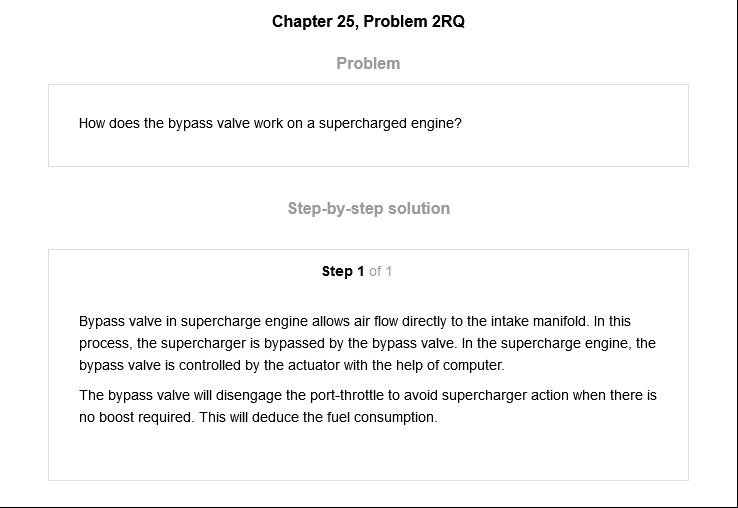 Chapter 25, Problem 2RQ
Problem
How does the bypass valve work on a supercharged engine?
Step-by-step solution
Step 1 of 1
Bypass valve in supercharge engine allows air flow directly to the intake manifold. In this
process, the supercharger is bypassed by the bypass valve. In the supercharge engine, the
bypass valve is controlled by the actuator with the help of computer.
The bypass valve will disengage the port-throttle to avoid supercharger action when there is
no boost required. This will deduce the fuel consumption.